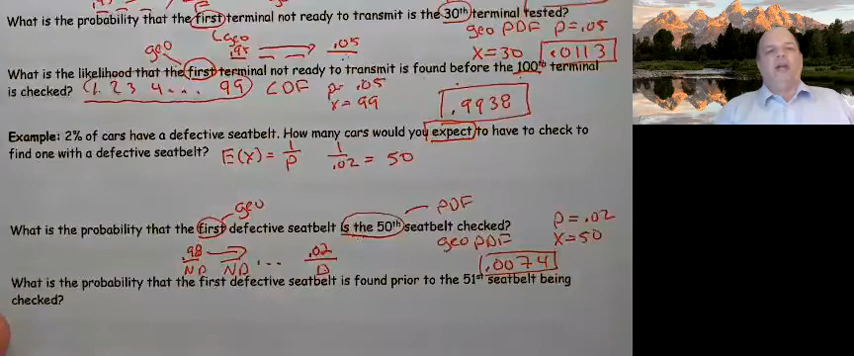 What is the probability that the first terminal not ready to transmit is the 30th terminal tested?
geo PDF p=.05
geo .95 .05 X=30 .0113
geo
What is the likelihood that the first terminal not ready to transmit is found before the 100th terminal
is checked? (1, 2 3 4... 99) CDF p=.05
x=99
.9938
Example: 2% of cars have a defective seatbelt. How many cars would you expect to have to check to
find one with a defective seatbelt? E(X) = 1/p 1/.02 = 50
geo PDF
What is the probability that the first defective seatbelt is the 50th seatbelt checked? p=.02
geo PDF X=50
.98 ... .02 .0074
ND ND D
What is the probability that the first defective seatbelt is found prior to the 51st seatbelt being
checked?